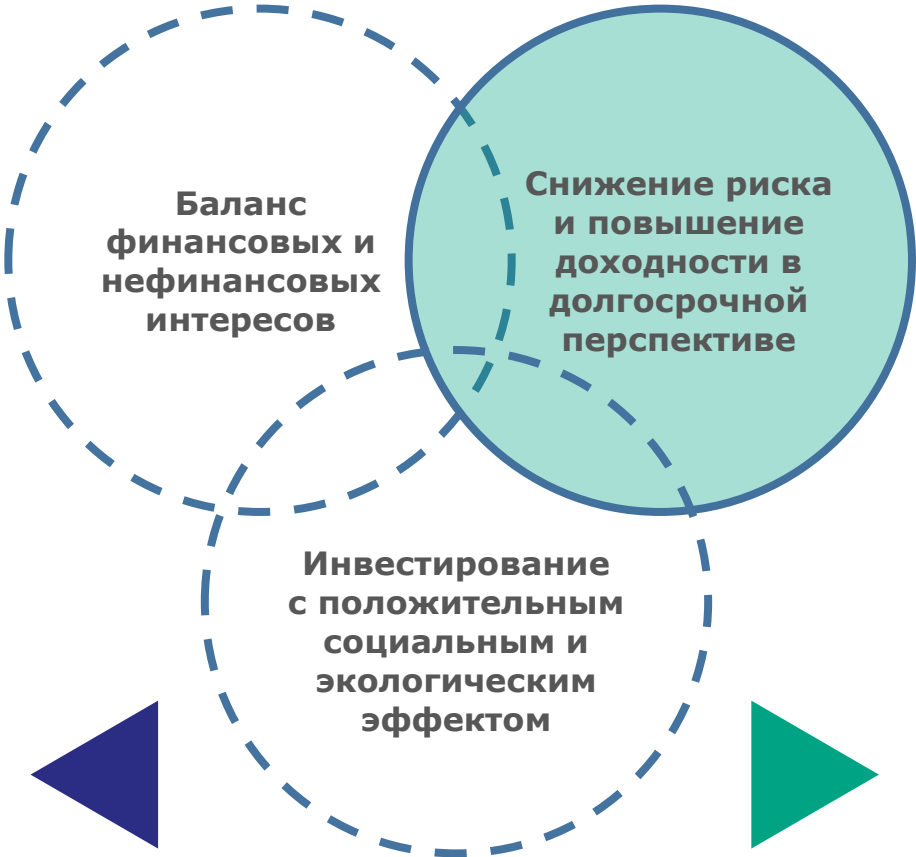 Баланс
финансовых и
нефинансовых
интересов
Снижение риска
и повышение
доходности в
долгосрочной
перспективе
Инвестирование
с положительным
социальным и
экологическим
эффектом